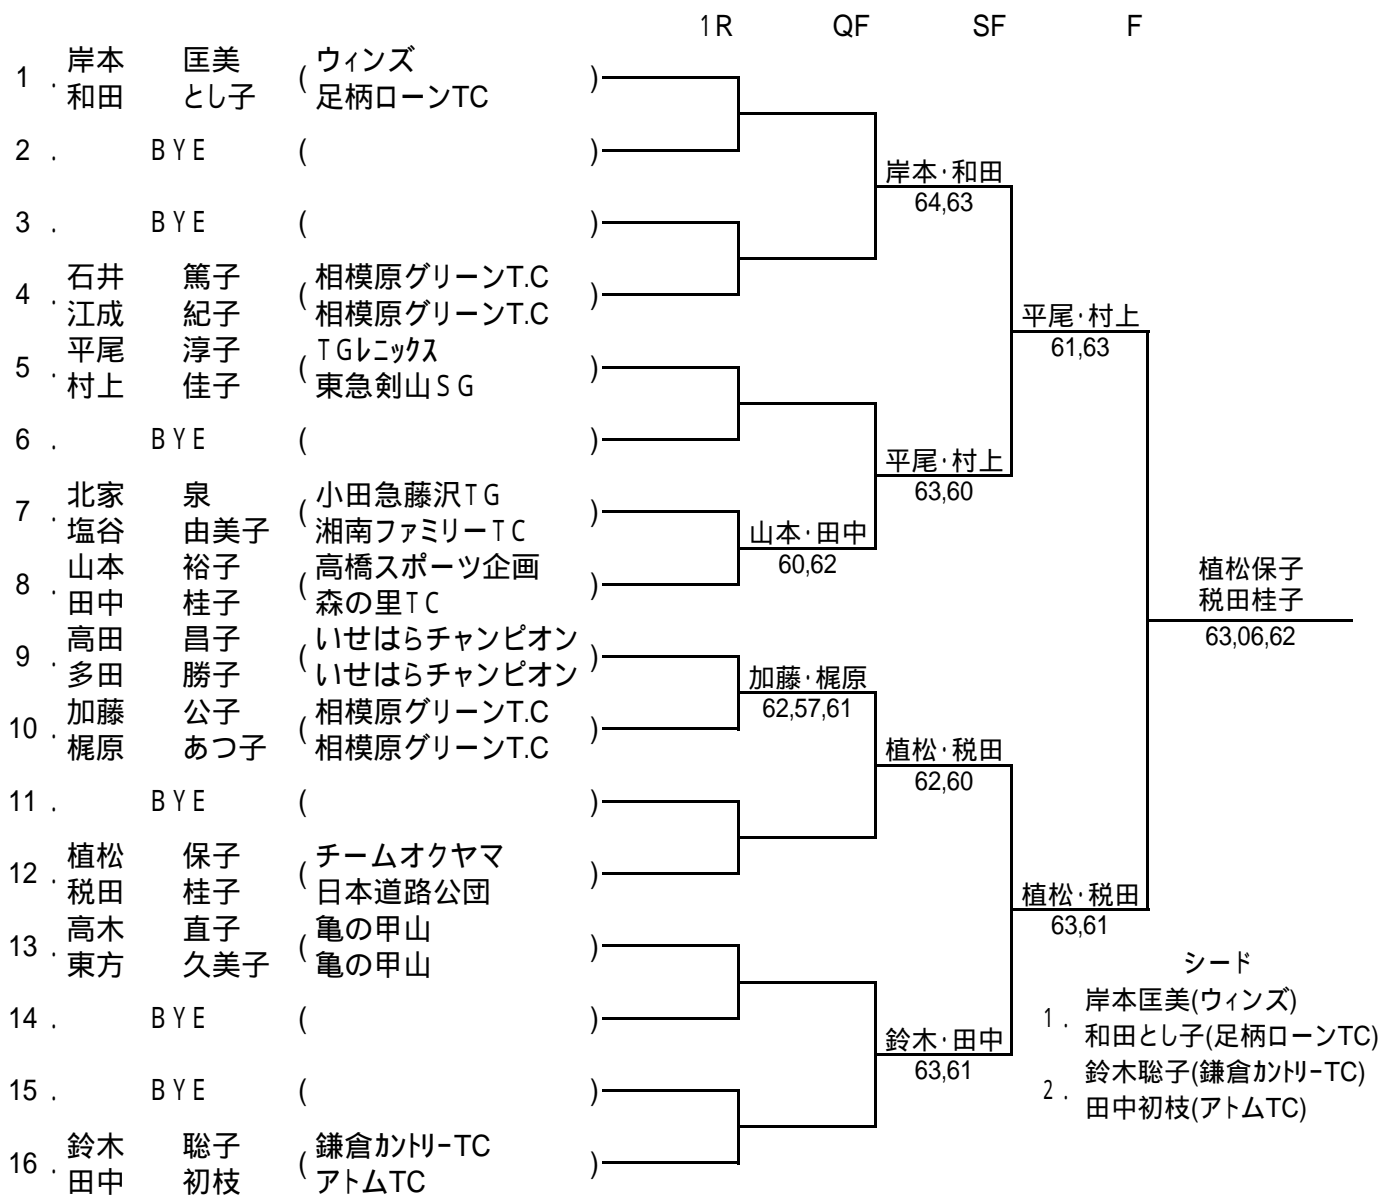 1R QF SF F
1 . 岸本 匡美 ( ウィンズ )
和田 とし子 足柄ローンTC
2 . BYE ( )
3 . BYE ( )
4 . 石井 篤子 ( 相模原グリーンT.C )
江成 紀子 相模原グリーンT.C
5 . 平尾 淳子 ( TGレニックス )
村上 佳子 東急剣山SG
6 . BYE ( )
7 . 北家 泉 ( 小田急藤沢TG )
塩谷 由美子 湘南ファミリーTC
8 . 山本 裕子 ( 高橋スポーツ企画 )
田中 桂子 森の里TC
9 . 高田 昌子 ( いせはらチャンピオン )
多田 勝子 いせはらチャンピオン
10 . 加藤 公子 ( 相模原グリーンT.C )
梶原 あつ子 相模原グリーンT.C
11 . BYE ( )
12 . 植松 保子 ( チームオクヤマ )
税田 桂子 日本道路公団
13 . 高木 直子 ( 亀の甲山 )
東方 久美子 亀の甲山
14 . BYE ( )
15 . BYE ( )
16 . 鈴木 聡子 ( 鎌倉カントリーTC )
田中 初枝 アトムTC
山本・田中
60,62
加藤・梶原
62,57,61
岸本・和田
64,63
平尾・村上
63,60
植松・税田
62,60
鈴木・田中
63,61
平尾・村上
61,63
植松・税田
63,61
植松保子
税田桂子
63,06,62
シード
1 . 岸本匡美(ウィンズ)
和田とし子(足柄ローンTC)
2 . 鈴木聡子(鎌倉カントリーTC)
田中初枝(アトムTC)